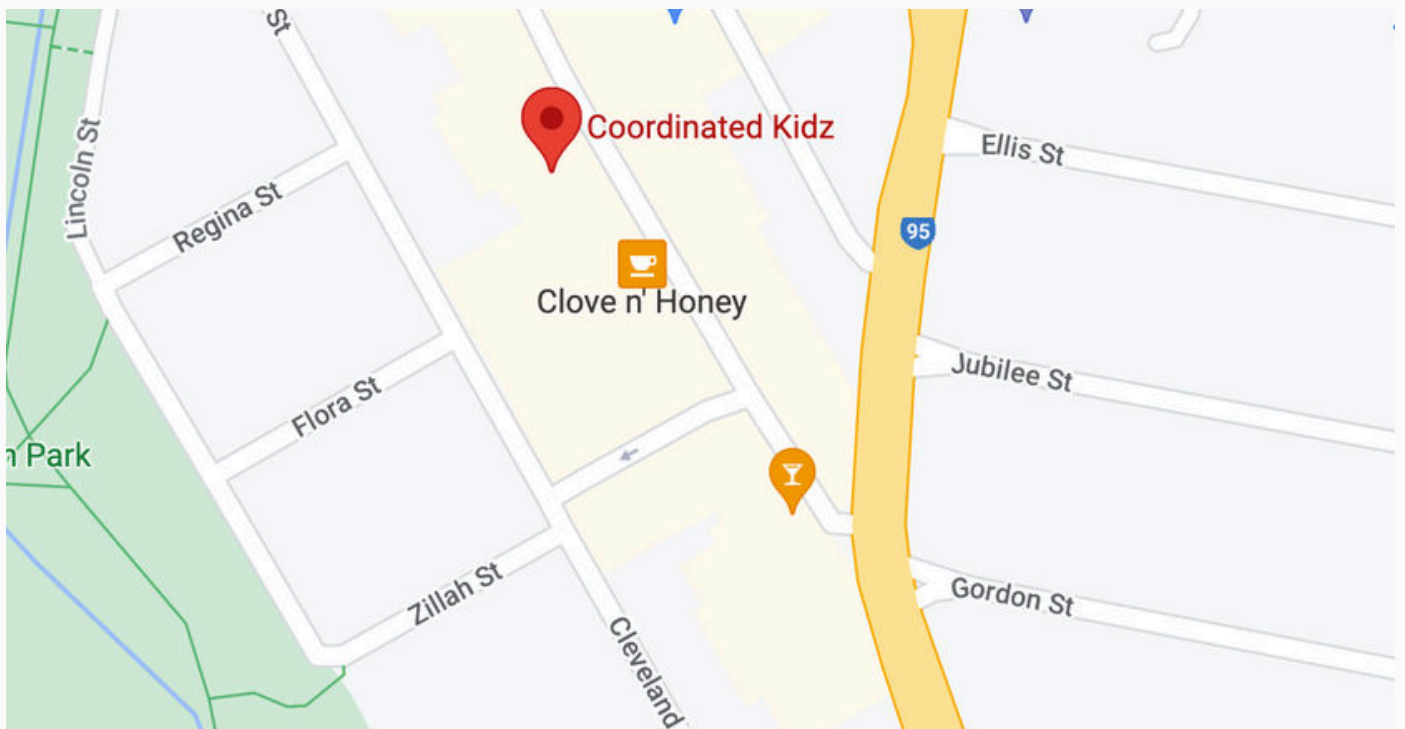 St
Coordinated Kidz
Ellis St
Lincoln St
Regina St
95
Clove n' Honey
Jubilee St
Flora St
n Park
Zillah St
Gordon St
Cleveland